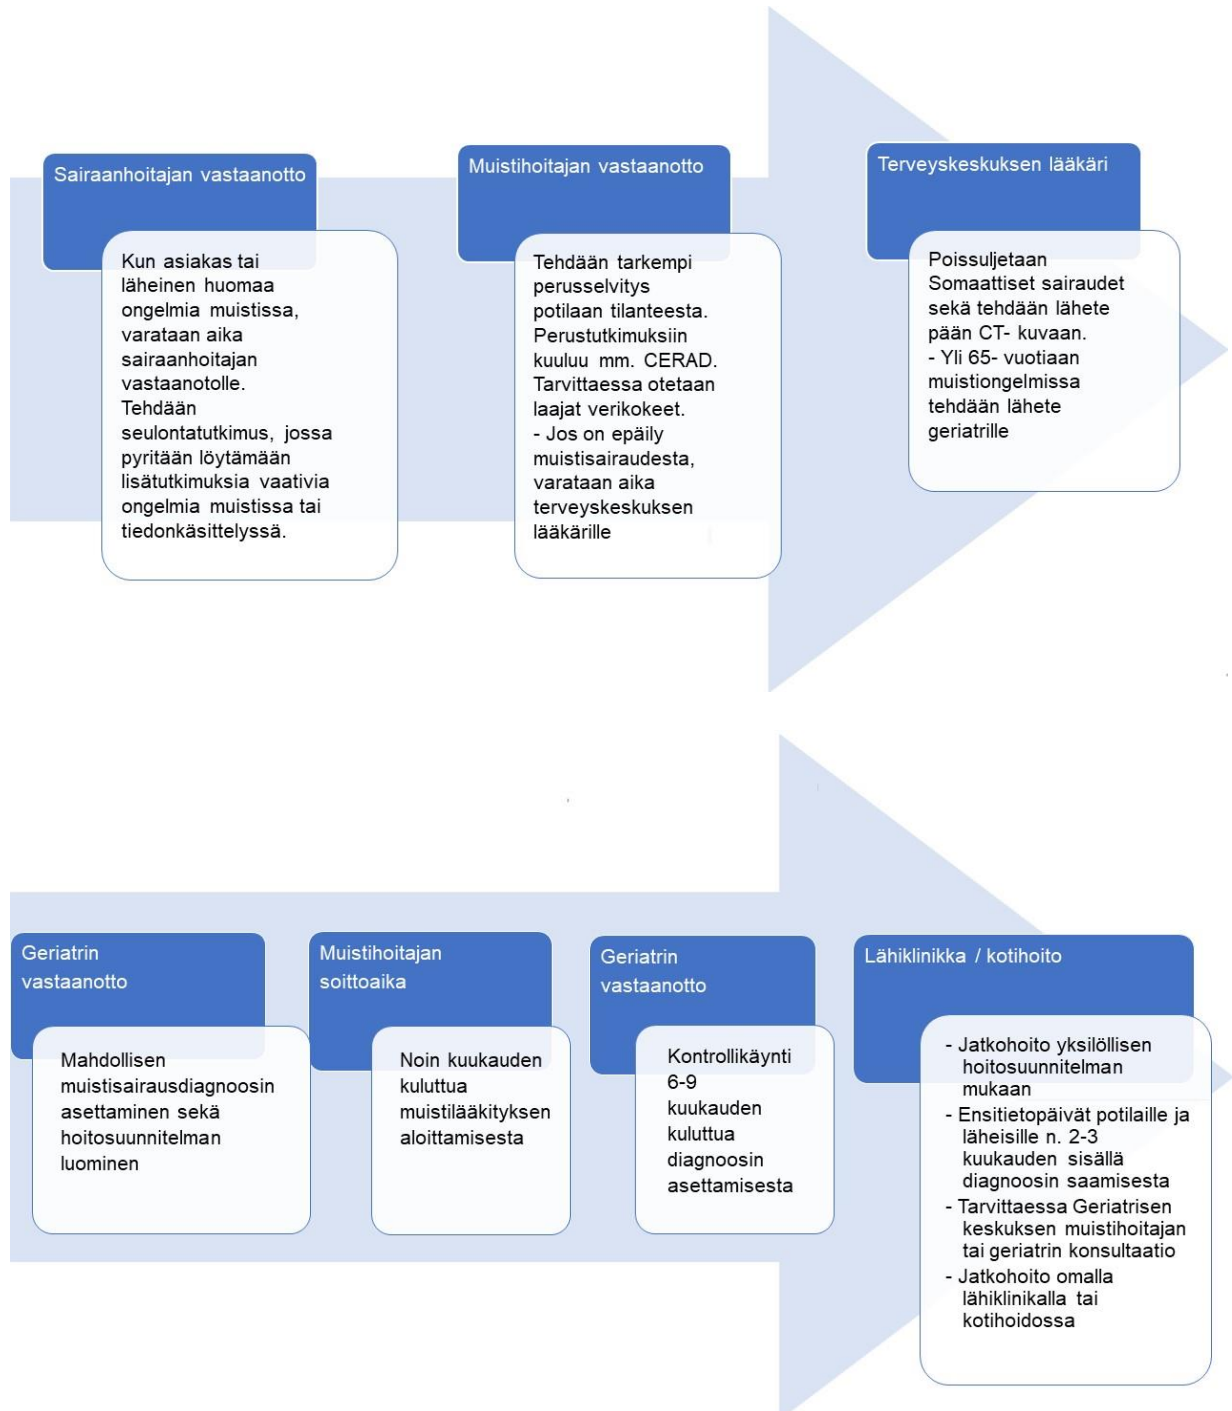 Sairaanhoitajan vastaanotto
Kun asiakas tai
läheinen huomaa
ongelmia muistissa,
varataan aika
sairaanhoitajan
vastaanotolle.
Tehdään
seulontatutkimus, jossa
pyritään löytämään
lisätutkimuksia vaativia
ongelmia muistissa tai
tiedonkäsittelyssä.
Muistihoitajan vastaanotto
Tehdään tarkempi
perusselvitys
potilaan tilanteesta.
Perustutkimuksiin
kuuluu mm. CERAD.
Tarvittaessa otetaan
laajat verikokeet.
- Jos on epäily
muistisairaudesta,
varataan aika
terveyskeskuksen
lääkärille
Terveyskeskuksen lääkäri
Poissuljetaan
Somaattiset sairaudet
sekä tehdään lähete
pään CT- kuvaan.
- Yli 65- vuotiaan
muistiongelmissa
tehdään lähete
geriatrille
Geriatrin
vastaanotto
Mahdollisen
muistisairausdiagnoosin
asettaminen sekä
hoitosuunnitelman
luominen
Muistihoitajan
soittoaika
Noin kuukauden
kuluttua
muistilääkityksen
aloittamisesta
Geriatrin
vastaanotto
Kontrollikäynti
6-9
kuukauden
kuluttua
diagnoosin
asettamisesta
Lähiklinikka / kotihoito
- Jatkohoito yksilöllisen
hoitosuunnitelman
mukaan
- Ensitietopäivät potilaille ja
läheisille n. 2-3
kuukauden sisällä
diagnoosin saamisesta
- Tarvittaessa Geriatrisen
keskuksen muistihoitajan
tai geriatrin konsultaatio
- Jatkohoito omalla
lähiklinikalla tai
kotihoidossa